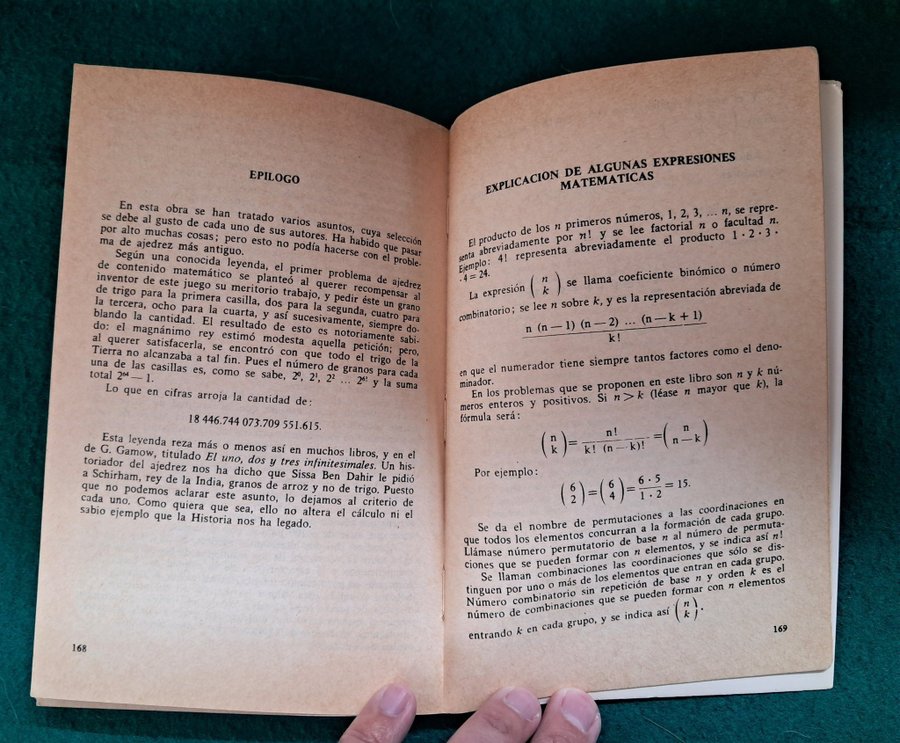 EPILOGO
En esta obra se han tratado varios asuntos, cuya selección
se debe al gusto de cada uno de sus autores. Ha habido que pasar
por alto muchas cosas; pero esto no podía hacerse con el proble-
ma de ajedrez más antiguo.
Según una conocida leyenda, el primer problema de ajedrez
de contenido matemático se planteó al querer recompensar al
inventor de este juego su meritorio trabajo, y pedir éste un grano
de trigo para la primera casilla, dos para la segunda, cuatro para
la tercera, ocho para la cuarta, y así sucesivamente, siempre do-
blando la cantidad. El resultado de esto es notoriamente sabi-
do: el magnánimo rey estimó modesta aquella petición; pero,
al querer satisfacerla, se encontró con que todo el trigo de la
Tierra no alcanzaba a tal fin. Pues el número de granos para cada
una de las casillas es, como se sabe, 2⁰, 2¹, 2² ... 2⁶³ y la suma
total 2⁶⁴ — 1.
Lo que en cifras arroja la cantidad de:
18 446.744 073.709 551.615.
Esta leyenda reza más o menos así en muchos libros, y en el
de G. Gamow, titulado El uno, dos y tres infinitesimales. Un his-
toriador del ajedrez nos ha dicho que Sissa Ben Dahir le pidió
a Schirham, rey de la India, granos de arroz y no de trigo. Puesto
que no podemos aclarar este asunto, lo dejamos al criterio de
cada uno. Como quiera que sea, ello no altera el cálculo ni el
sabio ejemplo que la Historia nos ha legado.
168
EXPLICACION DE ALGUNAS EXPRESIONES
MATEMATICAS
El producto de los n primeros números, 1, 2, 3, ... n, se repre-
senta abreviadamente por n! y se lee factorial n o facultad n.
Ejemplo: 4! representa abreviadamente el producto 1 · 2 · 3 ·
· 4 = 24.
La expresión (n k) se llama coeficiente binómico o número
combinatorio; se lee n sobre k, y es la representación abreviada de
n (n — 1) (n — 2) ... (n — k + 1)
k!
en que el numerador tiene siempre tantos factores como el deno-
minador.
En los problemas que se proponen en este libro son n y k nú-
meros enteros y positivos. Si n > k (léase n mayor que k), la
fórmula será:
(n k) = n! / k! (n — k)! = (n n — k)
Por ejemplo:
(6 2) = (6 4) = 6 · 5 / 1 · 2 = 15.
Se da el nombre de permutaciones a las coordinaciones en
que todos los elementos concurran a la formación de cada grupo.
Llámase número permutatorio de base n al número de permuta-
ciones que se pueden formar con n elementos, y se indica así n!
Se llaman combinaciones las coordinaciones que sólo se dis-
tinguen por uno o más de los elementos que entran en cada grupo.
Número combinatorio sin repetición de base n y orden k es el
número de combinaciones que se pueden formar con n elementos
entrando k en cada grupo, y se indica así (n k).
169